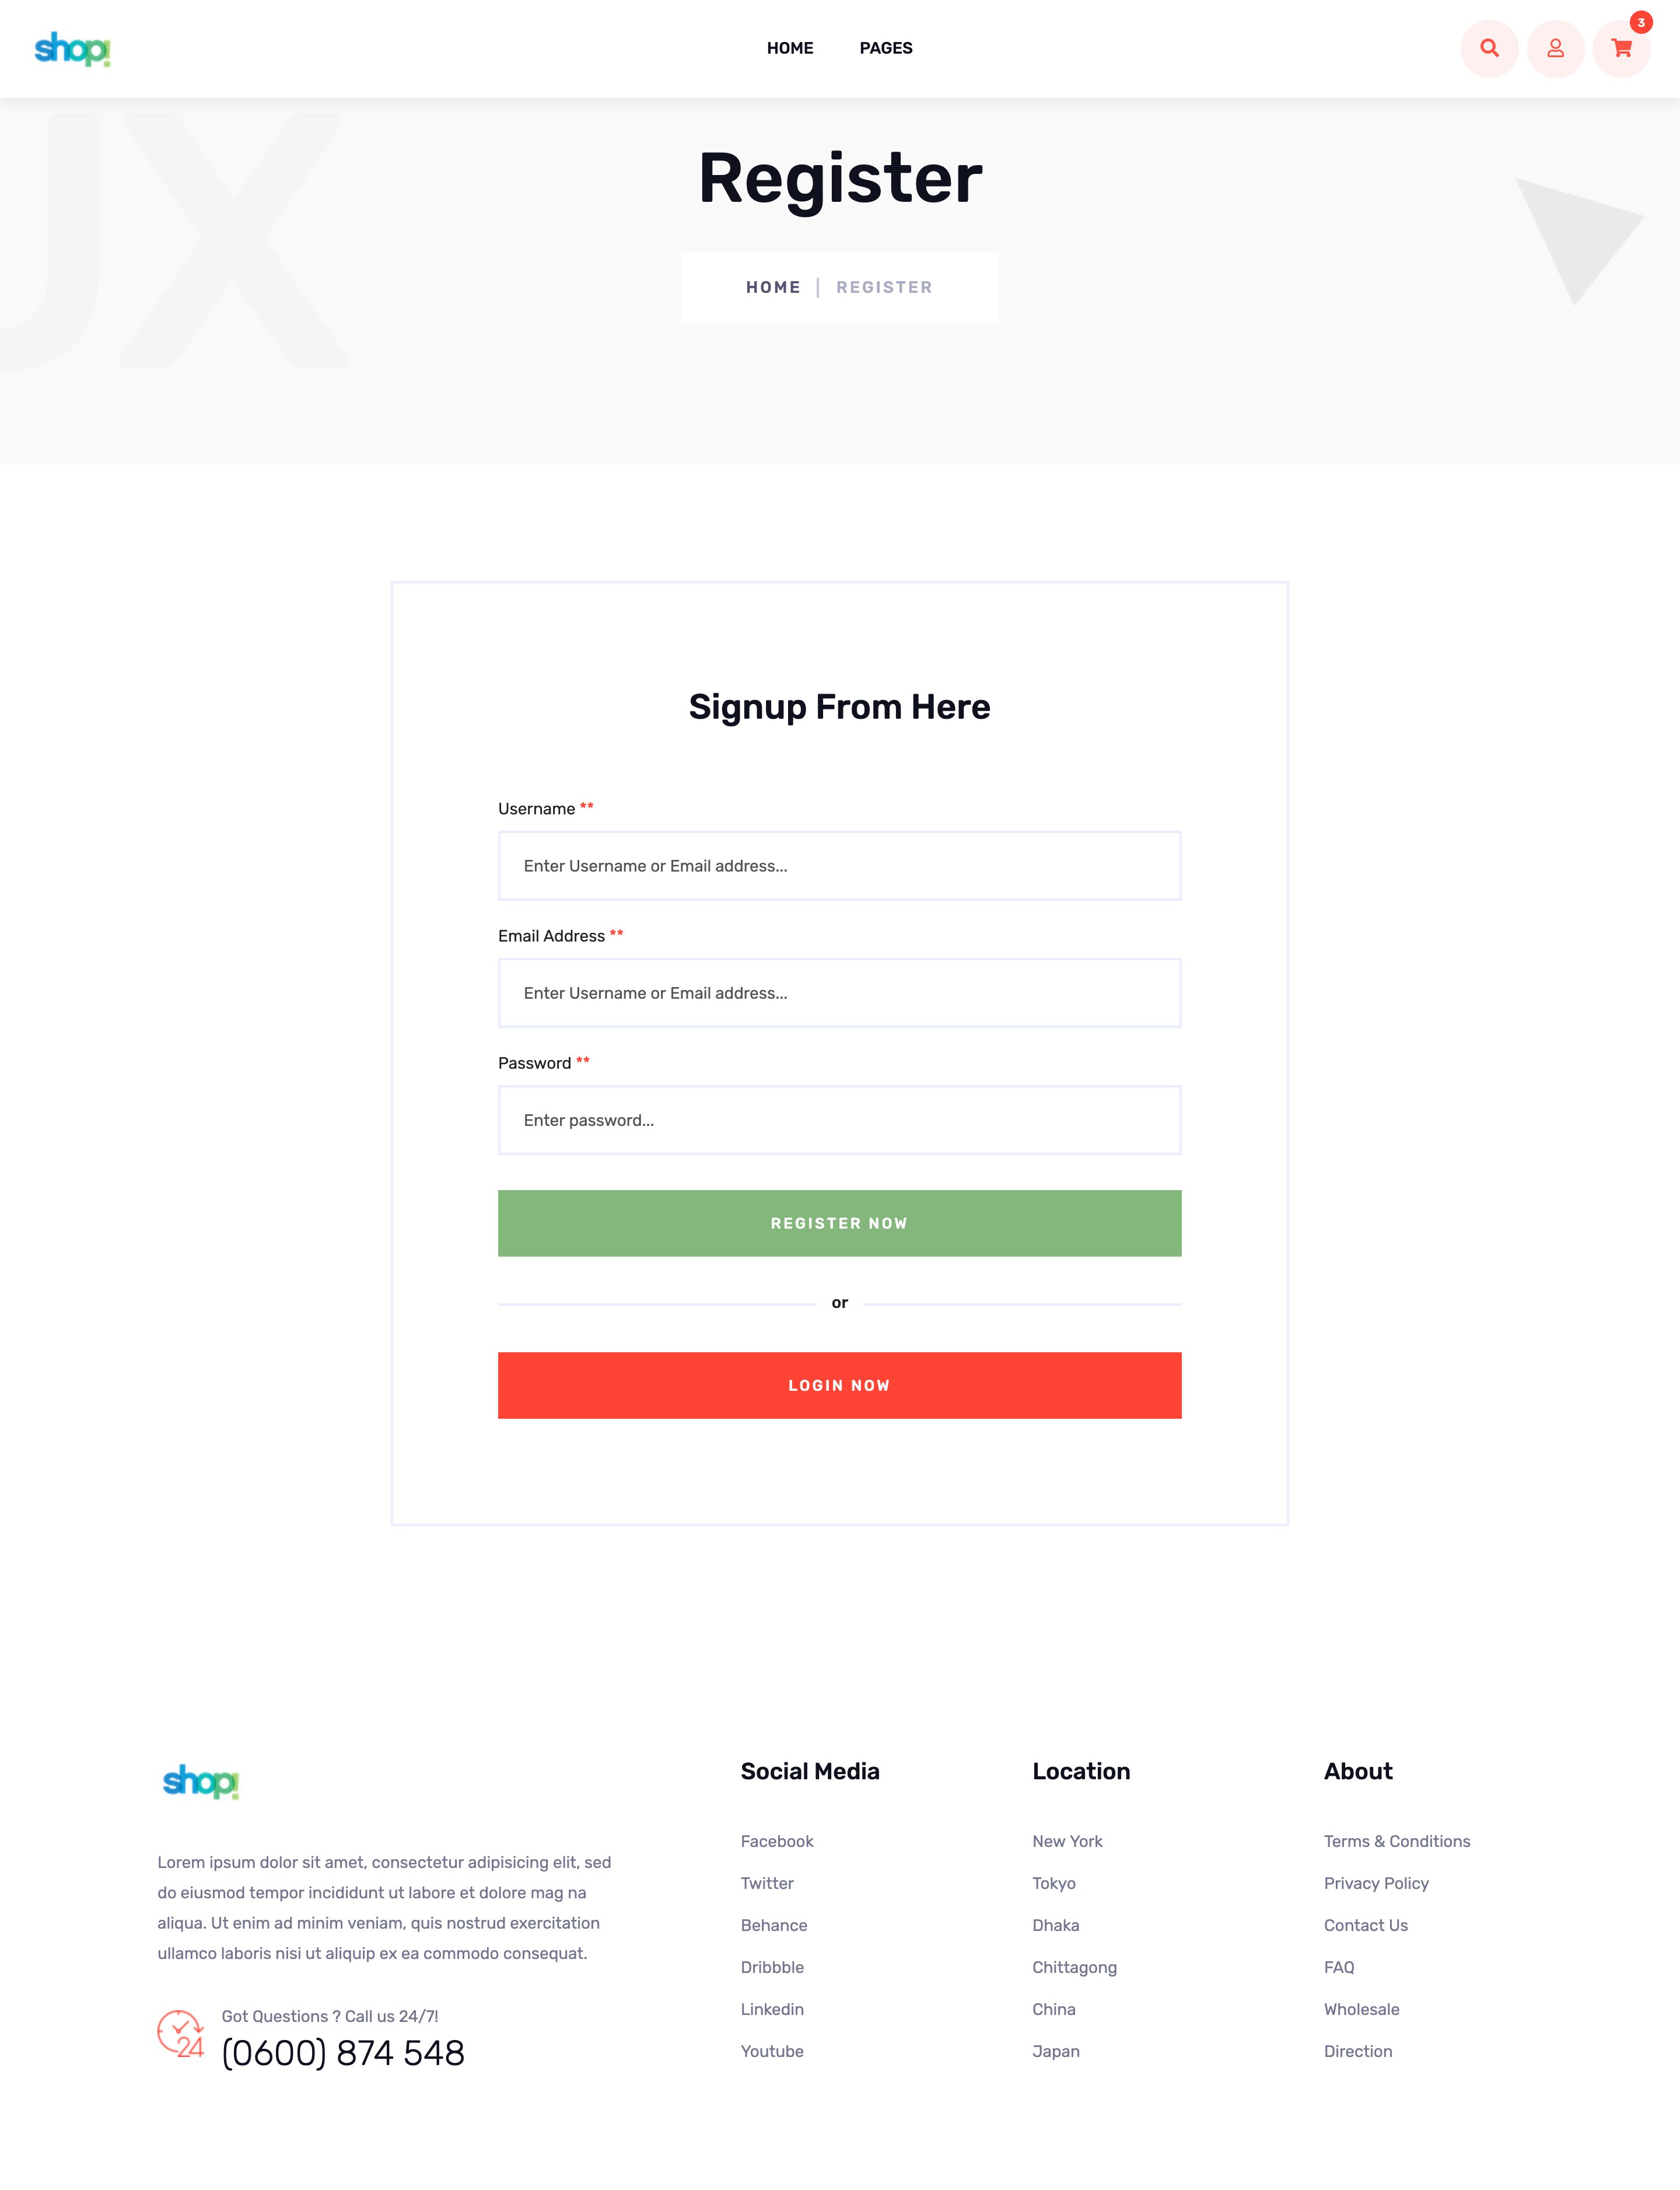 shop!
HOME
PAGES
3
UX
Register
HOME | REGISTER
Signup From Here
Username **
Enter Username or Email address...
Email Address **
Enter Username or Email address...
Password **
Enter password...
REGISTER NOW
or
LOGIN NOW
shop!
Lorem ipsum dolor sit amet, consectetur adipisicing elit, sed
do eiusmod tempor incididunt ut labore et dolore mag na
aliqua. Ut enim ad minim veniam, quis nostrud exercitation
ullamco laboris nisi ut aliquip ex ea commodo consequat.
24
Got Questions ? Call us 24/7!
(0600) 874 548
Social Media
Facebook
Twitter
Behance
Dribbble
Linkedin
Youtube
Location
New York
Tokyo
Dhaka
Chittagong
China
Japan
About
Terms & Conditions
Privacy Policy
Contact Us
FAQ
Wholesale
Direction